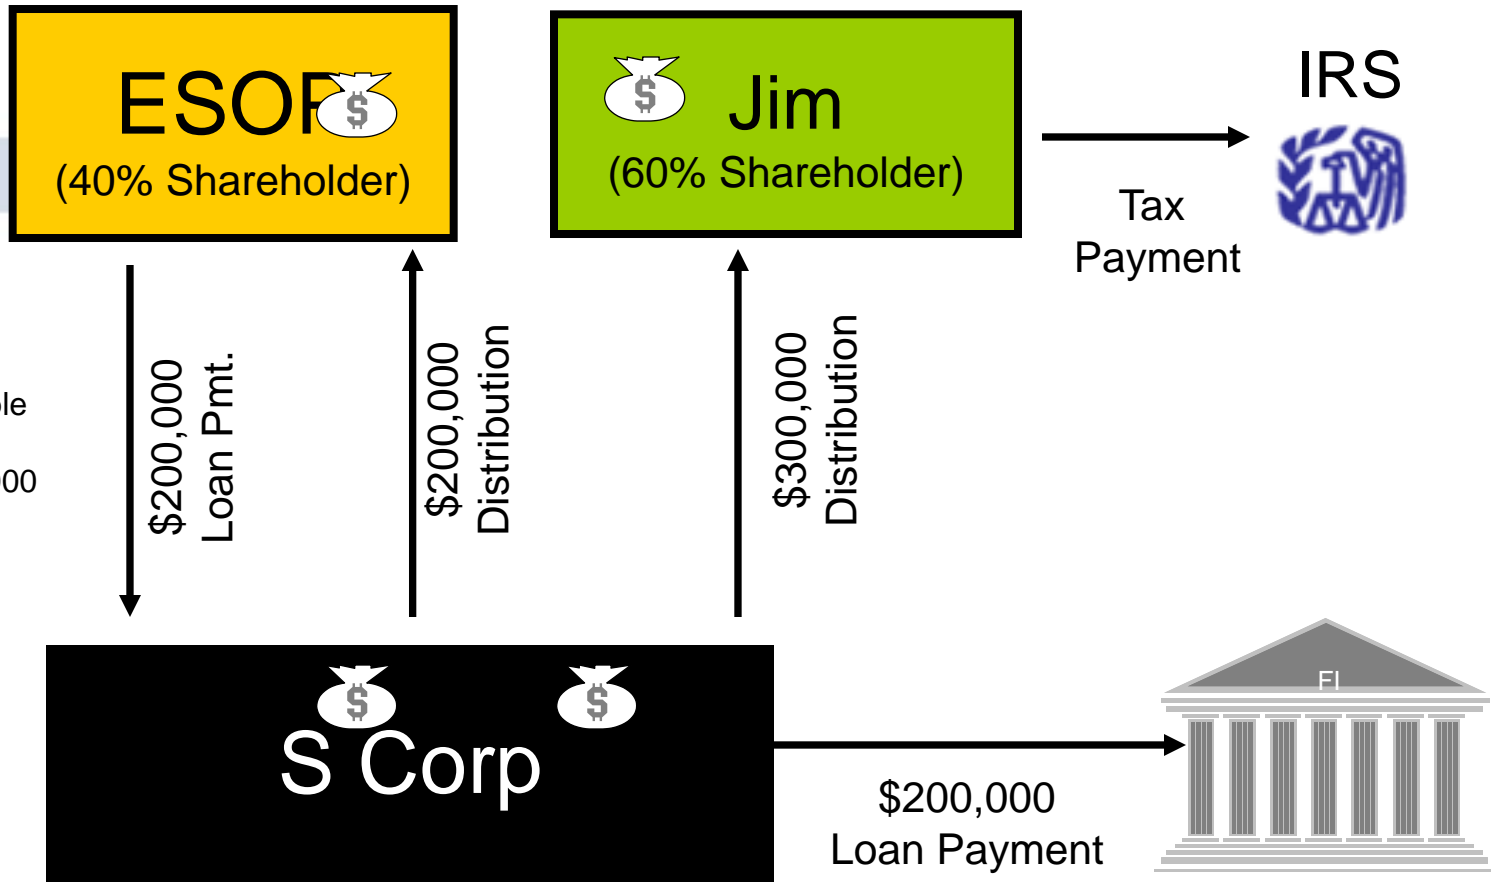 ESOP
(40% Shareholder)
Jim
(60% Shareholder)
IRS
Tax
Payment
$200,000
Loan Pmt.
$200,000
Distribution
$300,000
Distribution
S Corp
$200,000
Loan Payment
FI
$
$
$
$